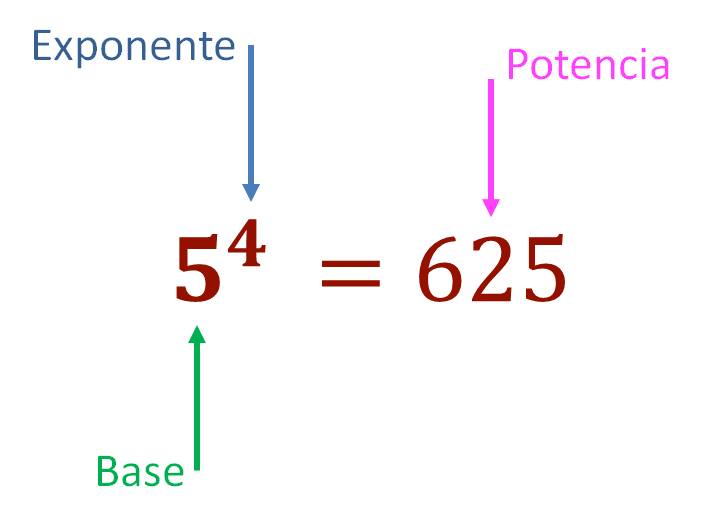 Exponente
Potencia
5⁴ = 625
Base